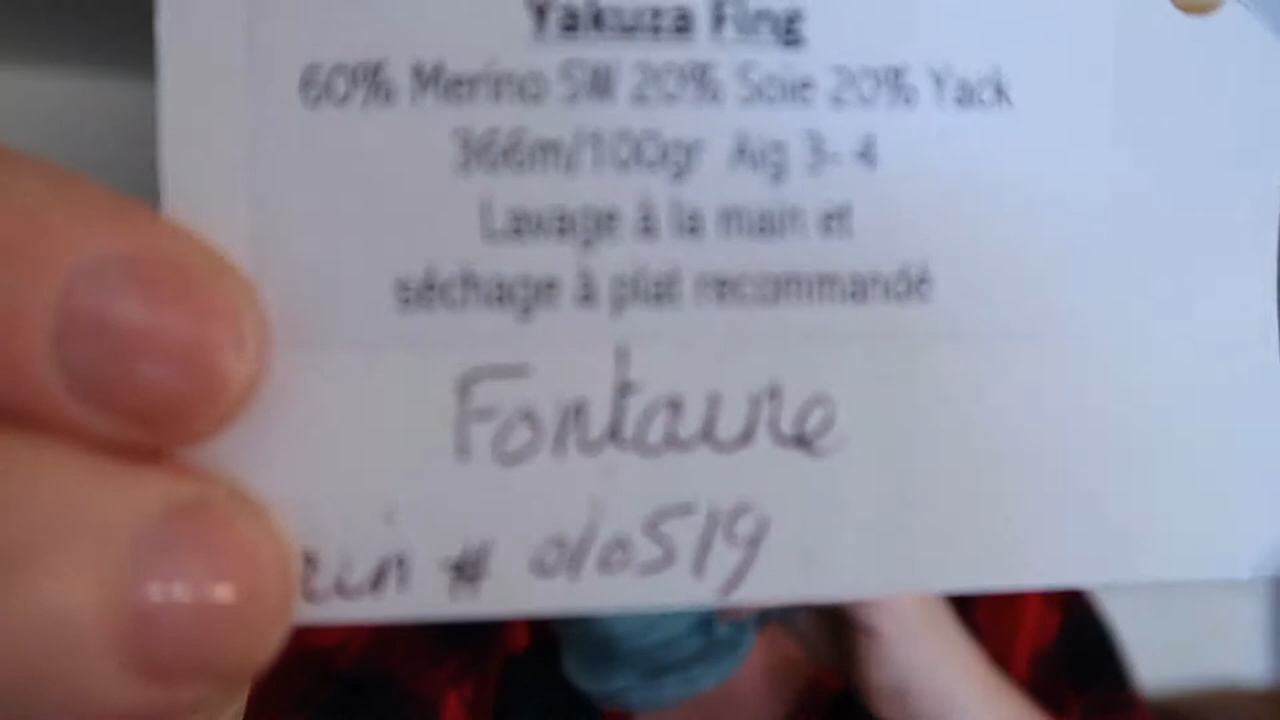 Yakuza Fing
60% Merino SW 20% Soie 20% Yack
366m/100gr Aig 3-4
Lavage à la main et
séchage à plat recommandé
Fontaine
# 010519